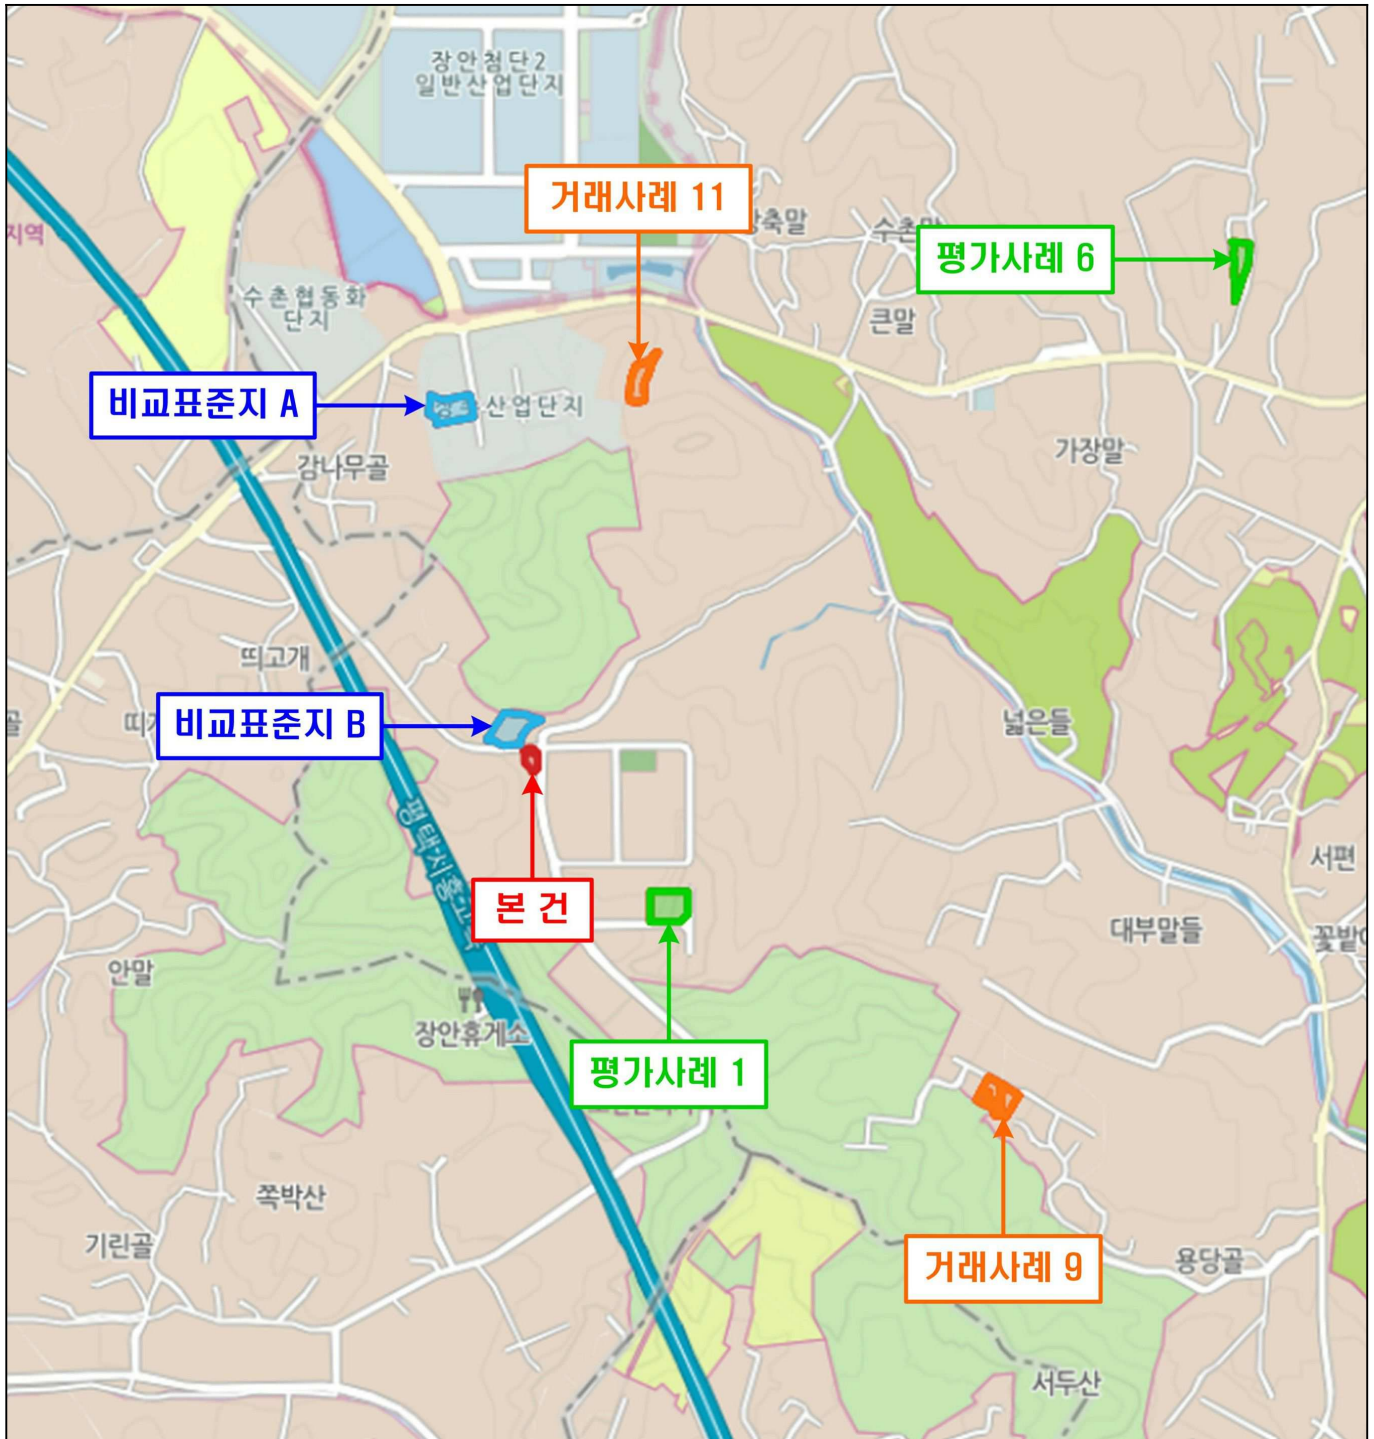 장안첨단2
일반산업단지
거래사례 11
지역
수촌말
평가사례 6
수촌협동화
단지
큰말
비교표준지 A
산업단지
가장말
감나무골
띄고개
비교표준지 B
넓은들
평택시흥고속
본 건
서편
대부말들
안말
장안휴게소
평가사례 1
쪽박산
기린골
거래사례 9
용당골
서두산